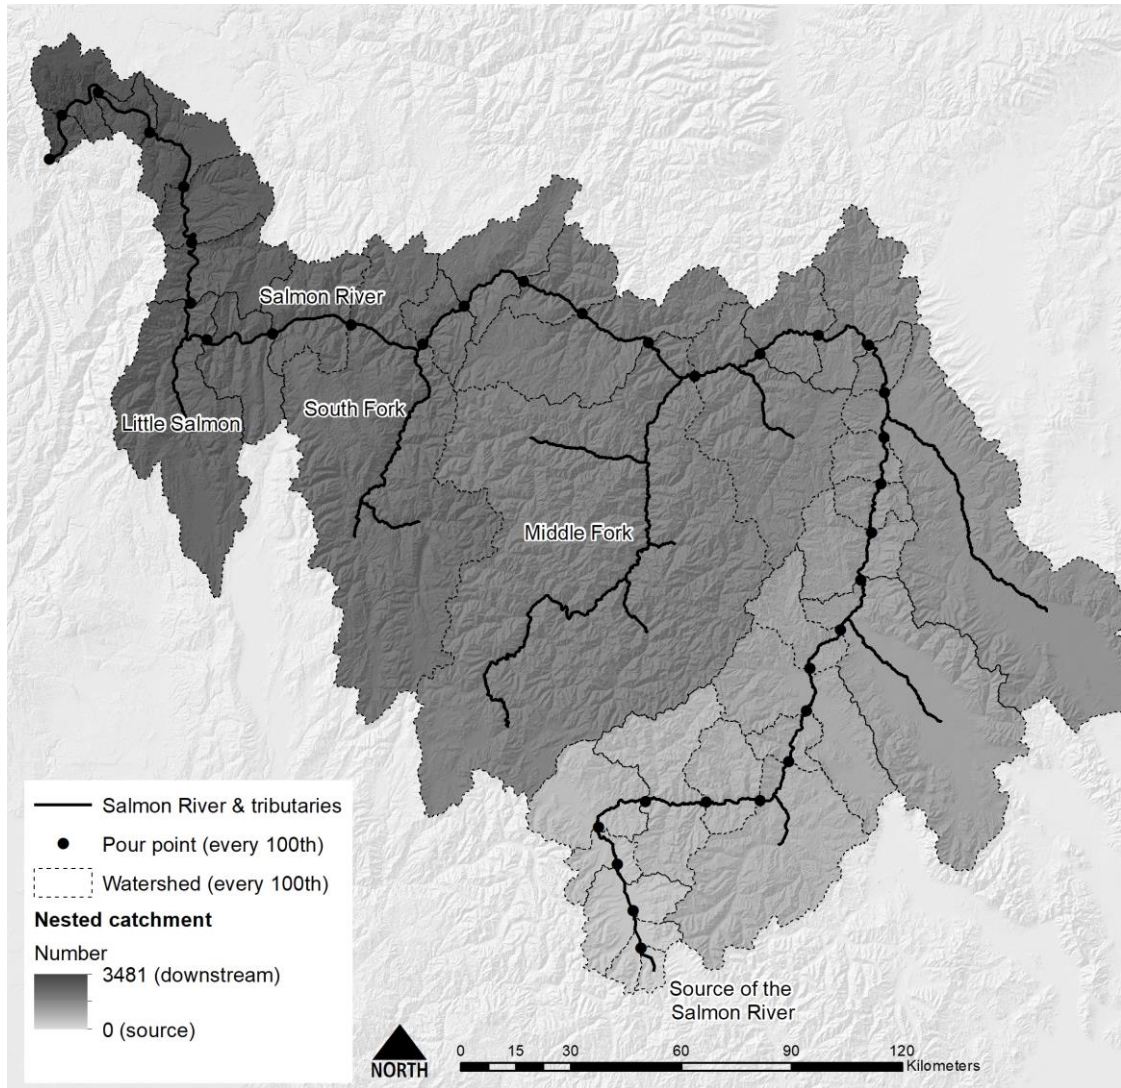 Salmon River
South Fork
Little Salmon
Middle Fork
Salmon River & tributaries
Pour point (every 100th)
Watershed (every 100th)
Nested catchment
Number
3481 (downstream)
0 (source)
Source of the
Salmon River
NORTH
0 15 30 60 90 120
Kilometers